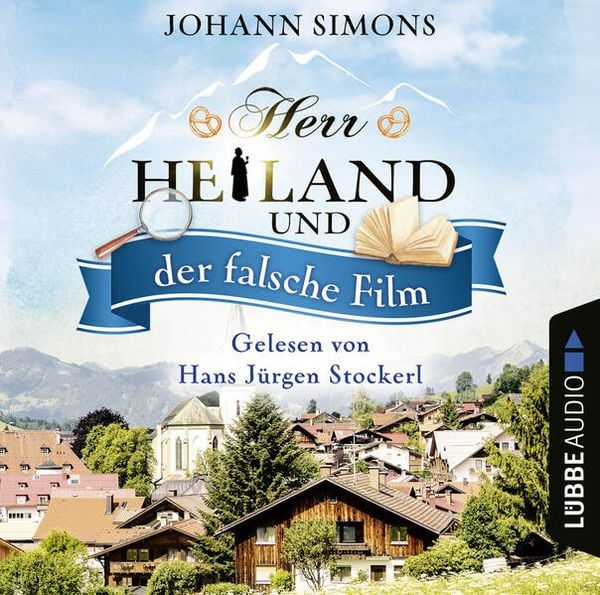 JOHANN SIMONS
Herr
HEILAND
UND
der falsche Film
Gelesen von
Hans Jürgen Stockerl
LÜBBE AUDIO